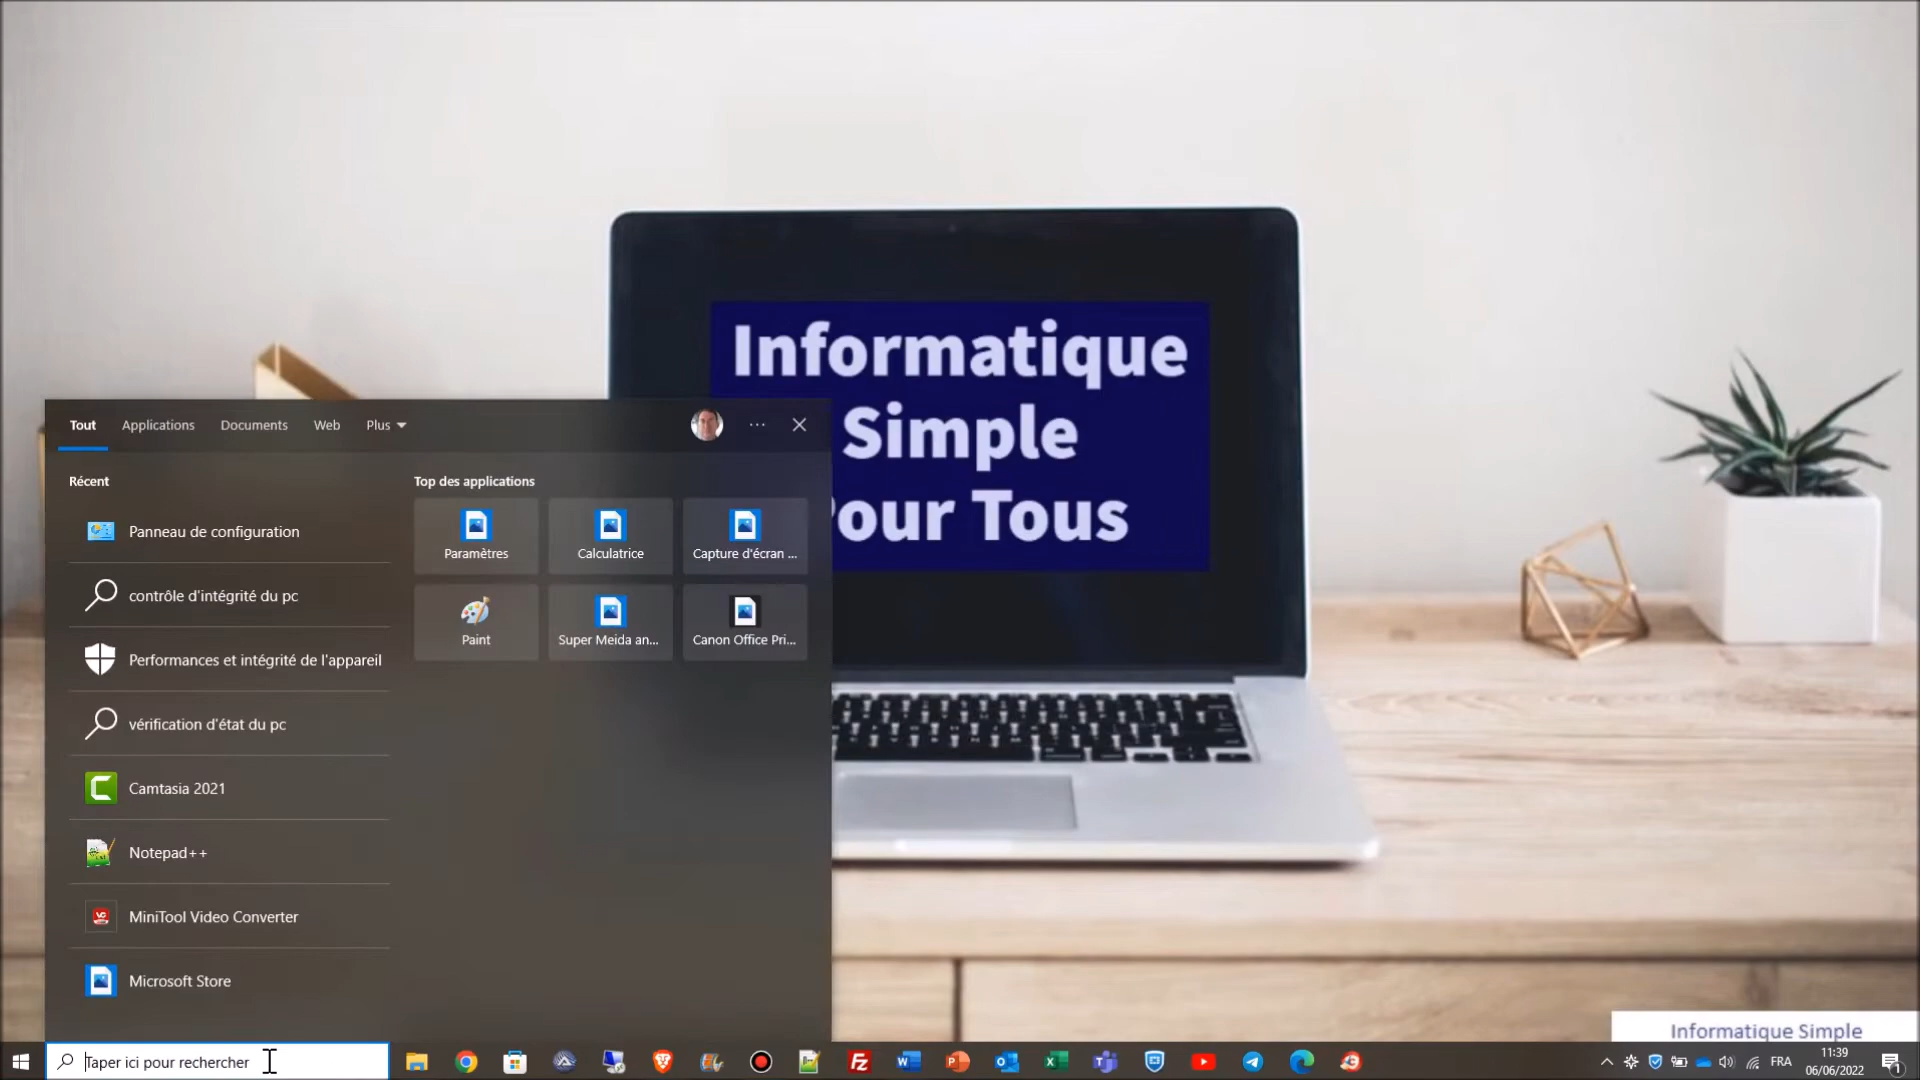 Informatique
Simple
Pour Tous
Tout Applications Documents Web Plus
Récent
Top des applications
Panneau de configuration
contrôle d'intégrité du pc
Performances et intégrité de l'appareil
vérification d'état du pc
Camtasia 2021
Notepad++
MiniTool Video Converter
Microsoft Store
Paramètres
Calculatrice
Capture d'écran ...
Paint
Super Meida an...
Canon Office Pri...
Informatique Simple
Taper ici pour rechercher
FRA
11:39
06/06/2022
1